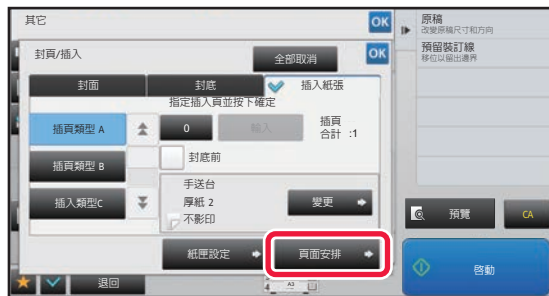 其它
OK
原稿
改變原稿尺寸和方向
預留裝訂線
移位以留出邊界
封頁/插入
全部取消
OK
封面
封底
插入紙張
指定插入頁並按下確定
插頁類型 A
0
輸入
插頁
合計 :1
插頁類型 B
封底前
插入類型C
手送台
厚紙 2
不影印
變更
預覽
CA
紙匣設定
頁面安排
啓動
退回
4
A3